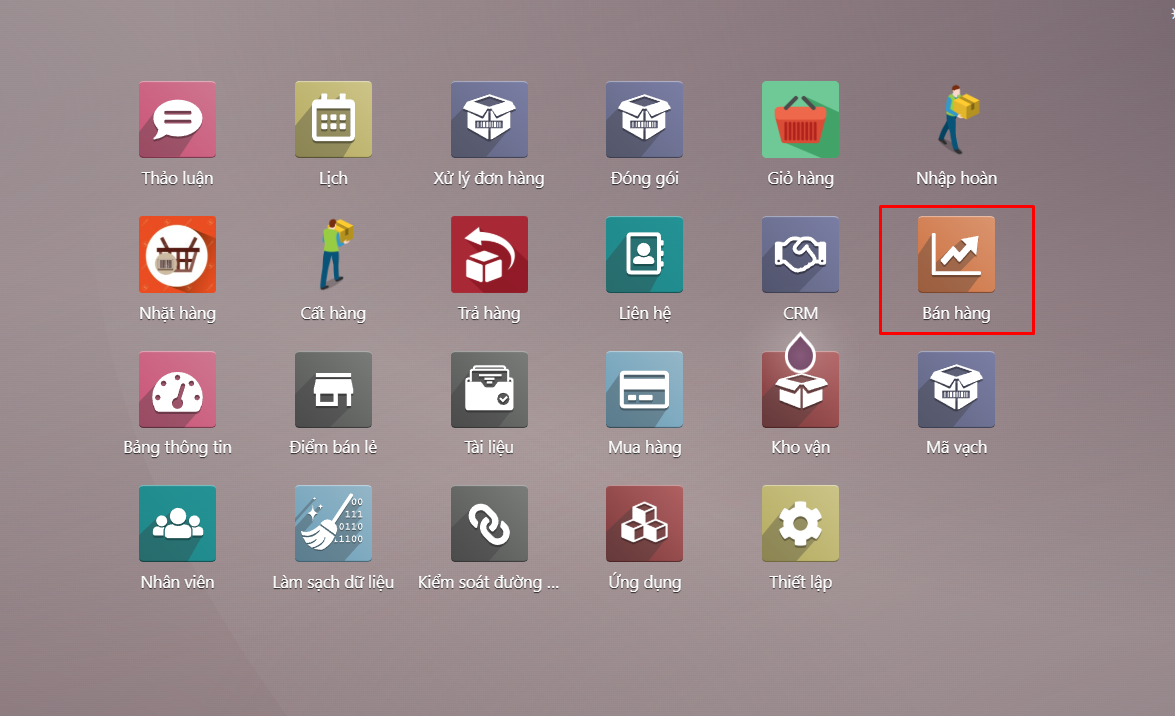 Thảo luận
Lịch
Xử lý đơn hàng
Đóng gói
Giỏ hàng
Nhập hoàn
Nhặt hàng
Cất hàng
Trả hàng
Liên hệ
CRM
Bán hàng
Bảng thông tin
Điểm bán lẻ
Tài liệu
Mua hàng
Kho vận
Mã vạch
00
111
0110
11100
Nhân viên
Làm sạch dữ liệu
Kiểm soát đường ...
Ứng dụng
Thiết lập